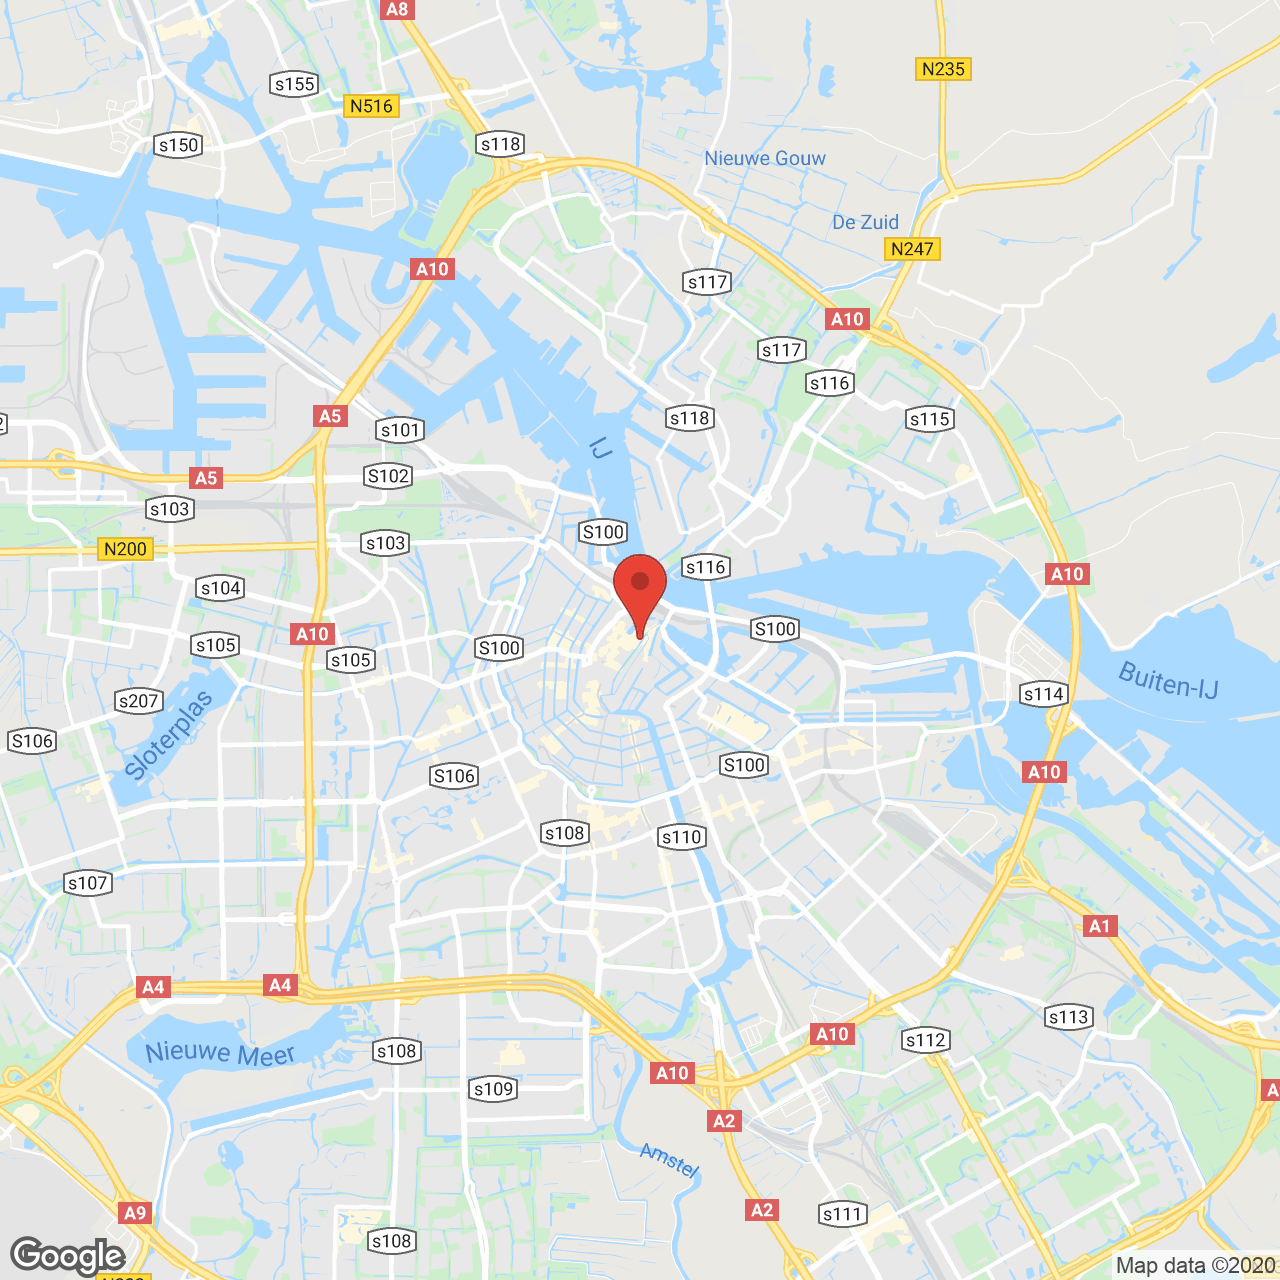 A8
N235
s155
N516
s118
s150
Nieuwe Gouw
De Zuid
N247
A10
s117
A10
s117
s116
A5
s118
s115
s101
IJ
A5
S102
s103
S100
s103
N200
s116
A10
s104
A10
S100
s105
S100
s105
Buiten-IJ
s207
s114
Sloterplas
S106
S100
A10
S106
s108
s110
s107
A1
A4
A4
s113
A10
s112
Nieuwe Meer
s108
A10
s109
A2
Amstel
A9
A2
s111
s108
Google
Map data ©2020